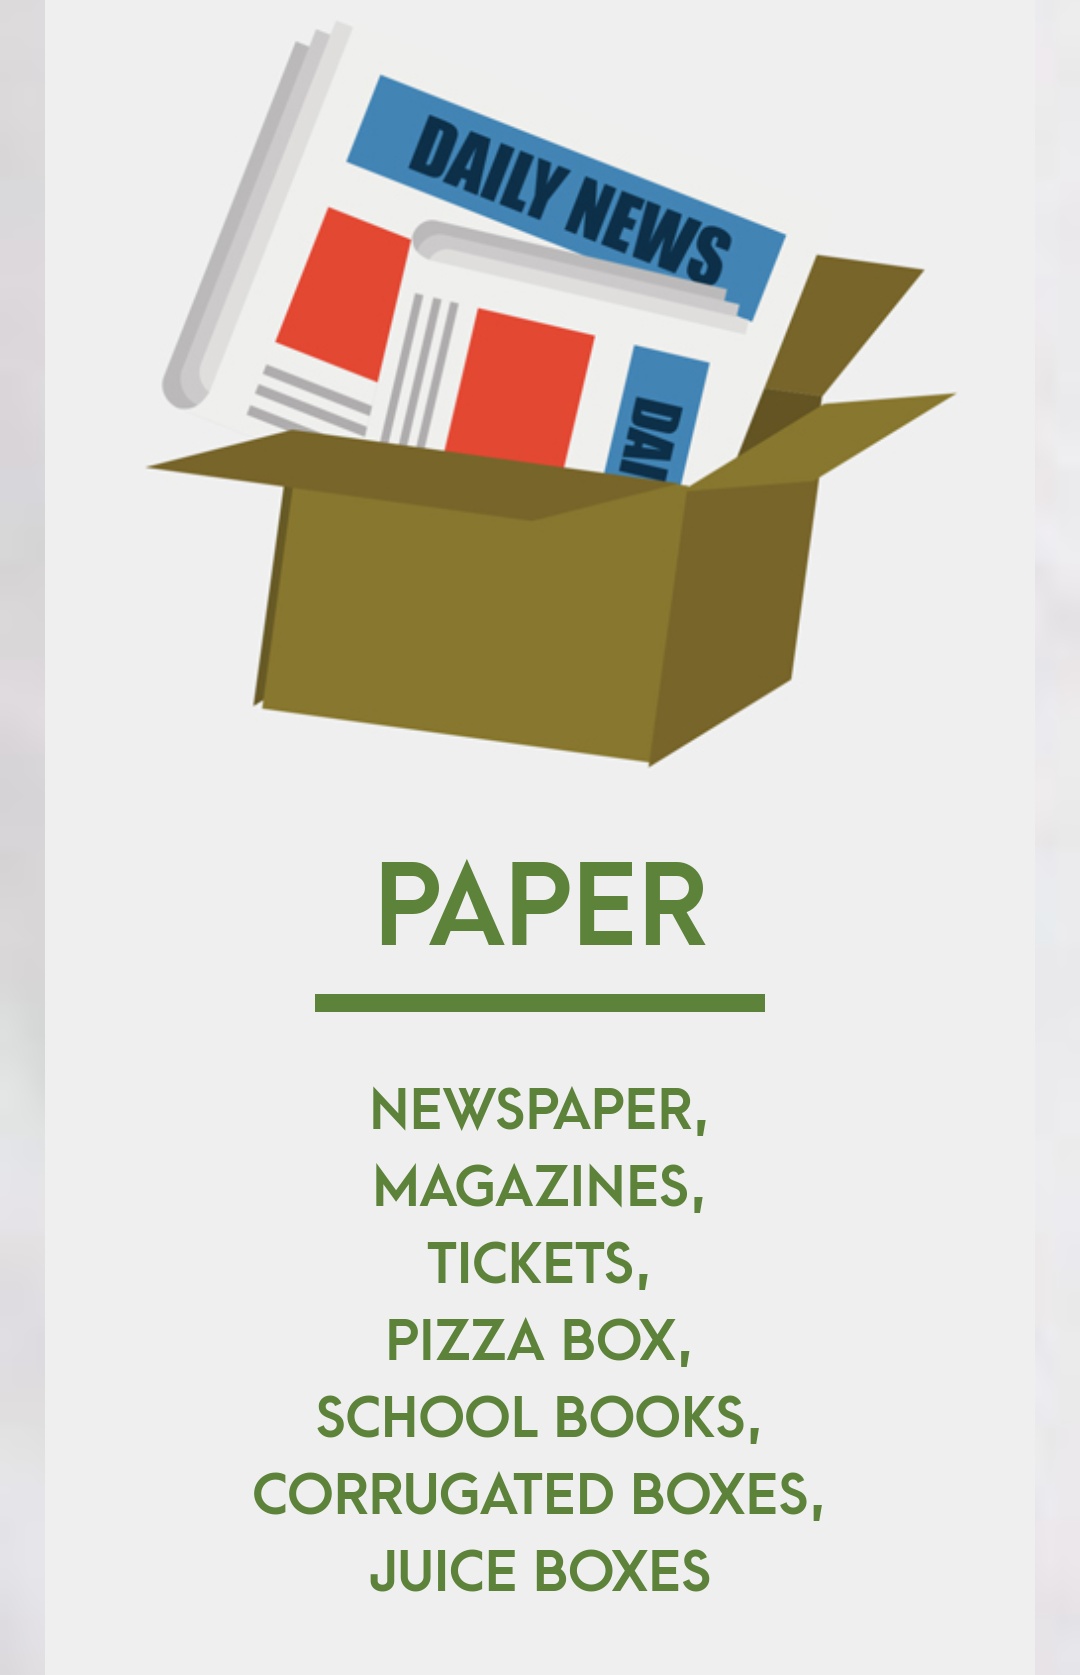 DAILY NEWS
DAI
PAPER
NEWSPAPER,
MAGAZINES,
TICKETS,
PIZZA BOX,
SCHOOL BOOKS,
CORRUGATED BOXES,
JUICE BOXES